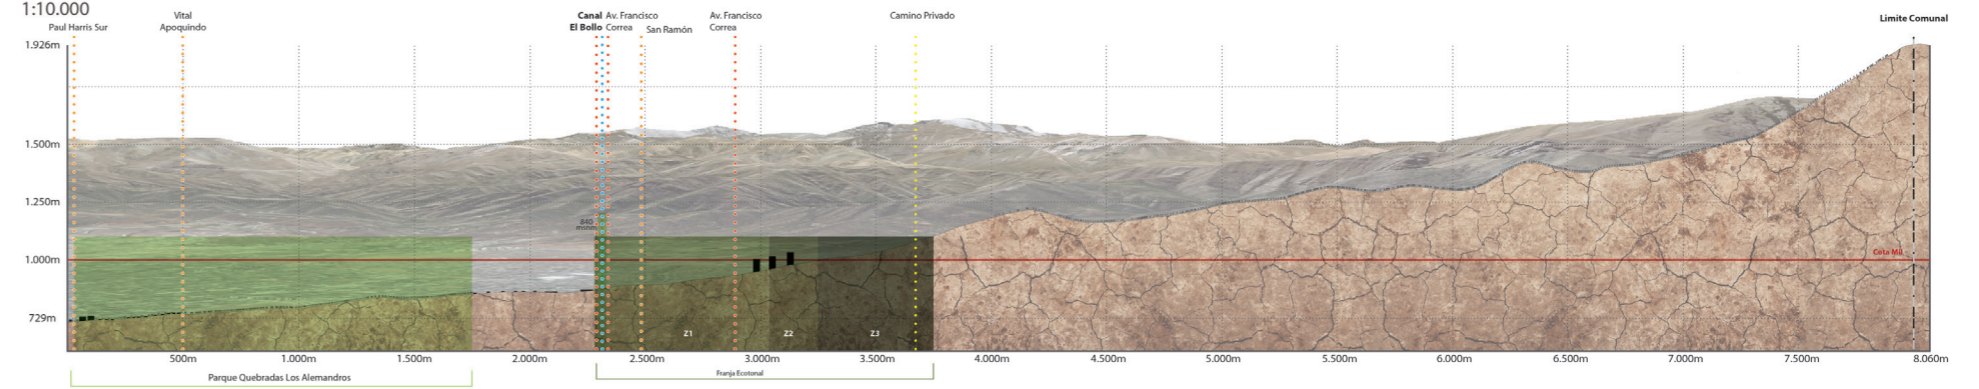 1:10.000
Paul Harris Sur
Vital
Apoquindo
Canal
El Bollo
Av. Francisco
Correa
San Ramón
Av. Francisco
Correa
Camino Privado
Limite Comunal
1.926m
1.500m
1.250m
1.000m
729m
840
msnm
Cota Mil
Z1
Z2
Z3
500m
1.000m
1.500m
2.000m
2.500m
3.000m
3.500m
4.000m
4.500m
5.000m
5.500m
6.000m
6.500m
7.000m
7.500m
8.060m
Parque Quebradas Los Alemandros
Franja Ecotonal